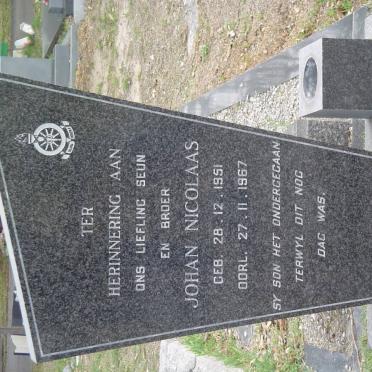 TER
HERINNERING AAN
ONS LIEFLING SEUN
EN BROER
JOHAN NICOLAAS
GEB. 28. 12. 1951
OORL. 27. 11. 1967.
SY SON HET ONDERGEGAAN
TERWYL DIT NOG
DAG WAS.